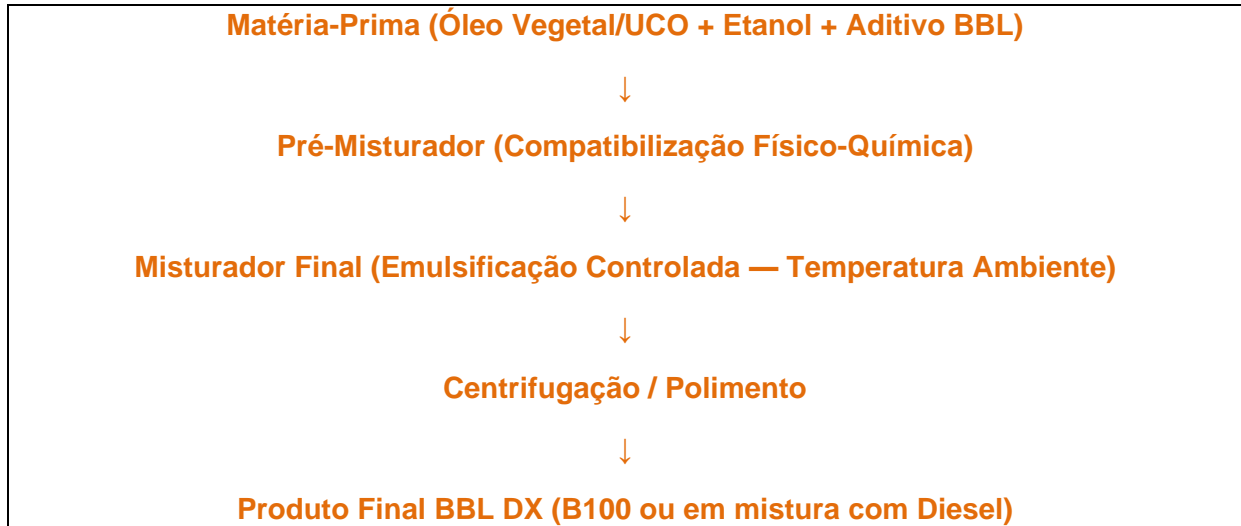 Matéria-Prima (Óleo Vegetal/UCO + Etanol + Aditivo BBL)
↓
Pré-Misturador (Compatibilização Físico-Química)
↓
Misturador Final (Emulsificação Controlada — Temperatura Ambiente)
↓
Centrifugação / Polimento
↓
Produto Final BBL DX (B100 ou em mistura com Diesel)